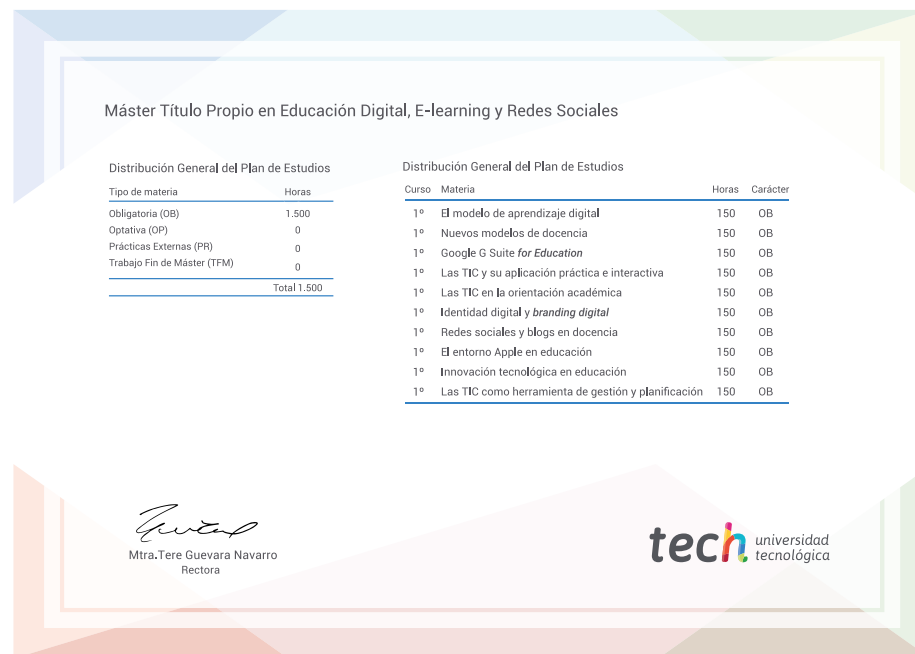 Máster Título Propio en Educación Digital, E-learning y Redes Sociales
Distribución General del Plan de Estudios
Tipo de materia Horas
Obligatoria (OB) 1.500
Optativa (OP) 0
Prácticas Externas (PR) 0
Trabajo Fin de Máster (TFM) 0
Total 1.500
Distribución General del Plan de Estudios
Curso Materia Horas Carácter
1º El modelo de aprendizaje digital 150 OB
1º Nuevos modelos de docencia 150 OB
1º Google G Suite for Education 150 OB
1º Las TIC y su aplicación práctica e interactiva 150 OB
1º Las TIC en la orientación académica 150 OB
1º Identidad digital y branding digital 150 OB
1º Redes sociales y blogs en docencia 150 OB
1º El entorno Apple en educación 150 OB
1º Innovación tecnológica en educación 150 OB
1º Las TIC como herramienta de gestión y planificación 150 OB
Mtra.Tere Guevara Navarro
Rectora
tech universidad
tecnológica